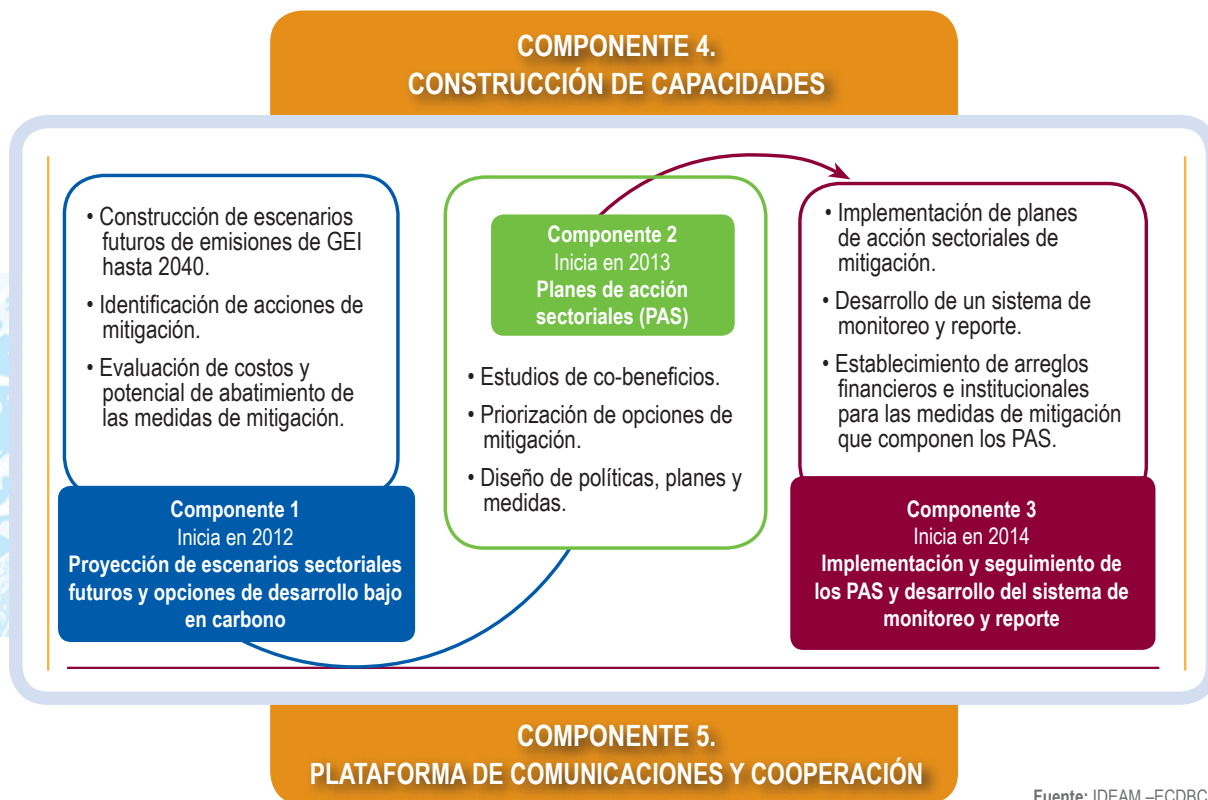 COMPONENTE 4.
CONSTRUCCIÓN DE CAPACIDADES
• Construcción de escenarios
futuros de emisiones de GEI
hasta 2040.
• Identificación de acciones de
mitigación.
• Evaluación de costos y
potencial de abatimiento de
las medidas de mitigación.
Componente 1
Inicia en 2012
Proyección de escenarios sectoriales
futuros y opciones de desarrollo bajo
en carbono
Componente 2
Inicia en 2013
Planes de acción
sectoriales (PAS)
• Estudios de co-beneficios.
• Priorización de opciones de
mitigación.
• Diseño de políticas, planes y
medidas.
• Implementación de planes
de acción sectoriales de
mitigación.
• Desarrollo de un sistema de
monitoreo y reporte.
• Establecimiento de arreglos
financieros e institucionales
para las medidas de mitigación
que componen los PAS.
Componente 3
Inicia en 2014
Implementación y seguimiento de
los PAS y desarrollo del sistema de
monitoreo y reporte
COMPONENTE 5.
PLATAFORMA DE COMUNICACIONES Y COOPERACIÓN
Fuente: IDEAM –ECDBC